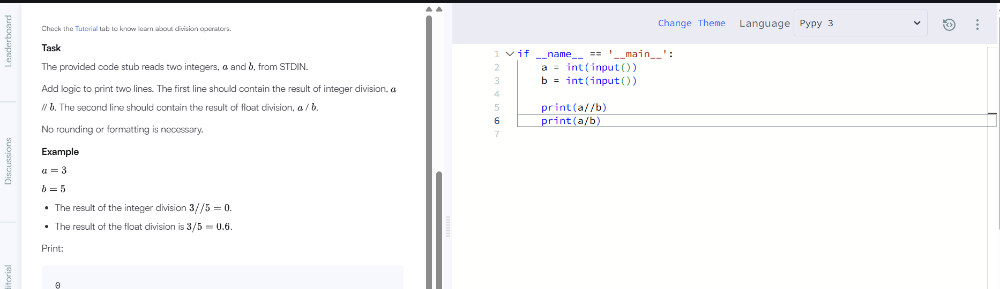 Leaderboard
Discussions
ditorial
Check the Tutorial tab to know learn about division operators.
Task
The provided code stub reads two integers, a and b, from STDIN.
Add logic to print two lines. The first line should contain the result of integer division, a
// b. The second line should contain the result of float division, a / b.
No rounding or formatting is necessary.
Example
a = 3
b = 5
• The result of the integer division 3//5 = 0.
• The result of the float division is 3/5 = 0.6.
Print:
0
Change Theme Language Pypy 3
1 if __name__ == '__main__':
2 a = int(input())
3 b = int(input())
4
5 print(a//b)
6 print(a/b)
7